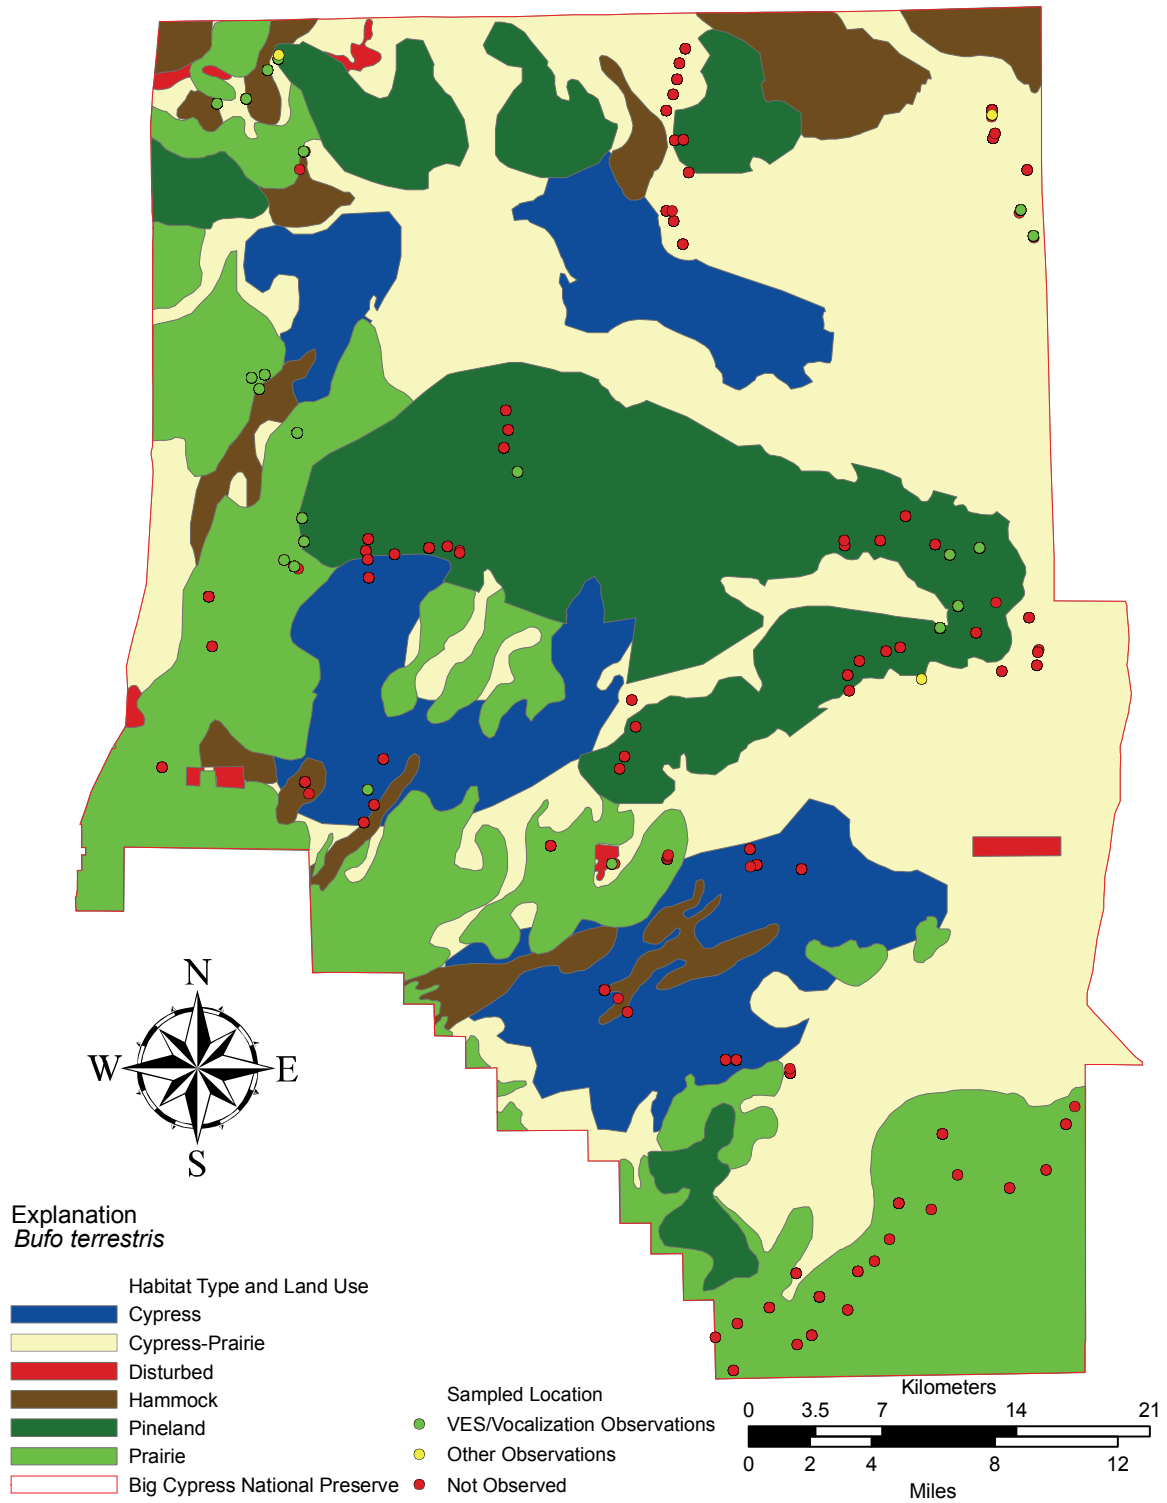 N
W E
S
Explanation
Bufo terrestris
Habitat Type and Land Use
Cypress
Cypress-Prairie
Disturbed
Hammock
Pineland
Prairie
Big Cypress National Preserve
Sampled Location
VES/Vocalization Observations
Other Observations
Not Observed
Kilometers
0 3.5 7 14 21
0 2 4 8 12
Miles